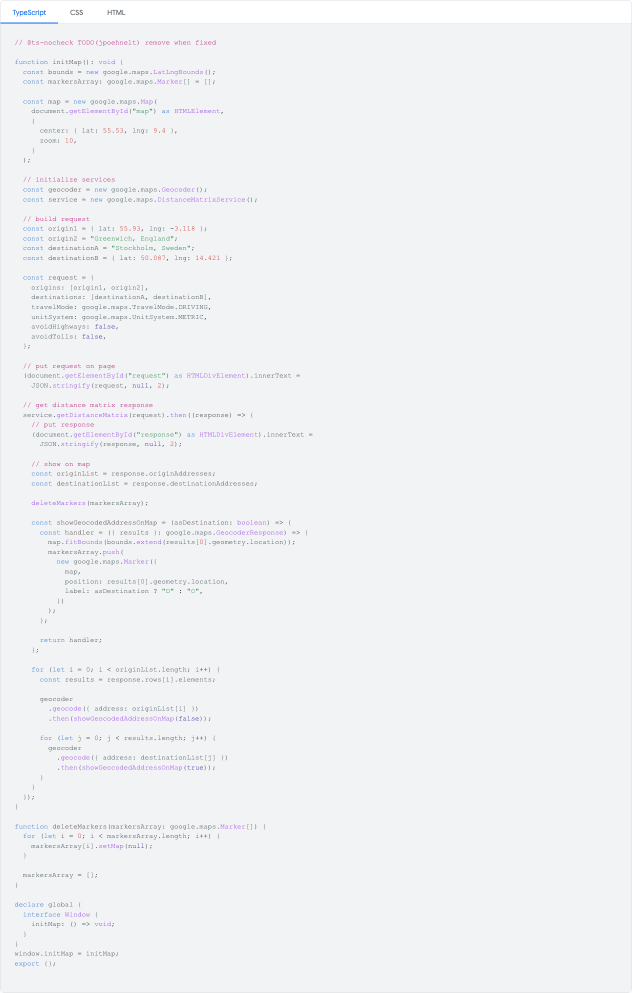 TypeScript CSS HTML
// @ts-nocheck TODO(jpoehnelt) remove when fixed
function initMap(): void {
const bounds = new google.maps.LatLngBounds();
const markersArray: google.maps.Marker[] = [];
const map = new google.maps.Map(
document.getElementById("map") as HTMLElement,
{
center: { lat: 55.53, lng: 9.4 },
zoom: 10,
}
);
// initialize services
const geocoder = new google.maps.Geocoder();
const service = new google.maps.DistanceMatrixService();
// build request
const origin1 = { lat: 55.93, lng: -3.118 };
const origin2 = "Greenwich, England";
const destinationA = "Stockholm, Sweden";
const destinationB = { lat: 50.087, lng: 14.421 };
const request = {
origins: [origin1, origin2],
destinations: [destinationA, destinationB],
travelMode: google.maps.TravelMode.DRIVING,
unitSystem: google.maps.UnitSystem.METRIC,
avoidHighways: false,
avoidTolls: false,
};
// put request on page
(document.getElementById("request") as HTMLDivElement).innerText =
JSON.stringify(request, null, 2);
// get distance matrix response
service.getDistanceMatrix(request).then((response) => {
// put response
(document.getElementById("response") as HTMLDivElement).innerText =
JSON.stringify(response, null, 2);
// show on map
const originList = response.originAddresses;
const destinationList = response.destinationAddresses;
deleteMarkers(markersArray);
const showGeocodedAddressOnMap = (asDestination: boolean) => {
const handler = ({ results }: google.maps.GeocoderResponse) => {
map.fitBounds(bounds.extend(results[0].geometry.location));
markersArray.push(
new google.maps.Marker({
map,
position: results[0].geometry.location,
label: asDestination ? "D" : "O",
})
);
};
return handler;
};
for (let i = 0; i < originList.length; i++) {
const results = response.rows[i].elements;
geocoder
.geocode({ address: originList[i] })
.then(showGeocodedAddressOnMap(false));
for (let j = 0; j < results.length; j++) {
geocoder
.geocode({ address: destinationList[j] })
.then(showGeocodedAddressOnMap(true));
}
}
});
}
function deleteMarkers(markersArray: google.maps.Marker[]) {
for (let i = 0; i < markersArray.length; i++) {
markersArray[i].setMap(null);
}
markersArray = [];
}
declare global {
interface Window {
initMap: () => void;
}
}
window.initMap = initMap;
export {};